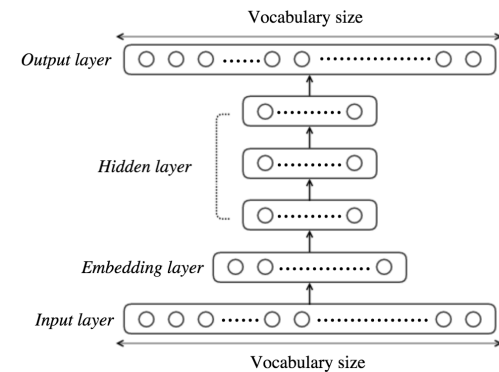 Vocabulary size
Output layer
Hidden layer
Embedding layer
Input layer
Vocabulary size